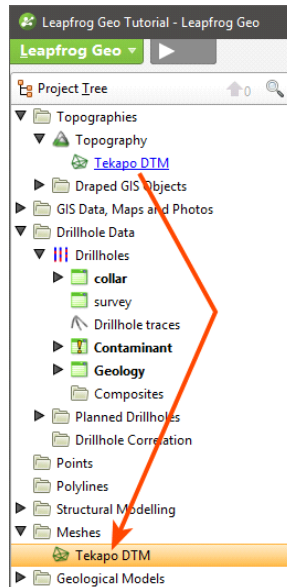 Leapfrog Geo Tutorial - Leapfrog Geo
Leapfrog Geo
Project Tree
0
Topographies
Topography
Tekapo DTM
Draped GIS Objects
GIS Data, Maps and Photos
Drillhole Data
Drillholes
collar
survey
Drillhole traces
Contaminant
Geology
Composites
Planned Drillholes
Drillhole Correlation
Points
Polylines
Structural Modelling
Meshes
Tekapo DTM
Geological Models